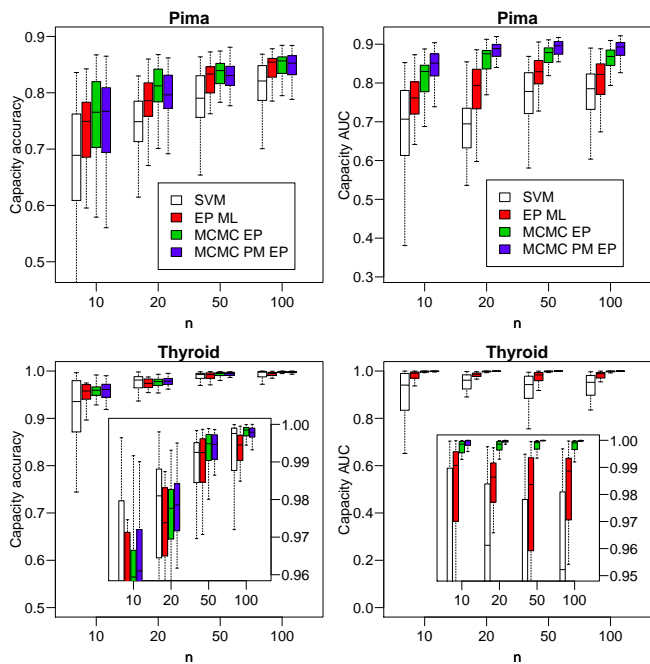 Pima
Capacity accuracy
0.9
0.8
0.7
0.6
0.5
SVM
EP ML
MCMC EP
MCMC PM EP
10 20 50 100
n
Pima
Capacity AUC
0.9
0.8
0.7
0.6
0.5
0.4
0.3
SVM
EP ML
MCMC EP
MCMC PM EP
10 20 50 100
n
Thyroid
Capacity accuracy
1.0
0.9
0.8
0.7
0.6
0.5
1.00
0.99
0.98
0.97
0.96
10 20 50 100
10 20 50 100
n
Thyroid
Capacity AUC
1.0
0.8
0.6
0.4
0.2
0.0
1.00
0.99
0.98
0.97
0.96
0.95
10 20 50 100
10 20 50 100
n